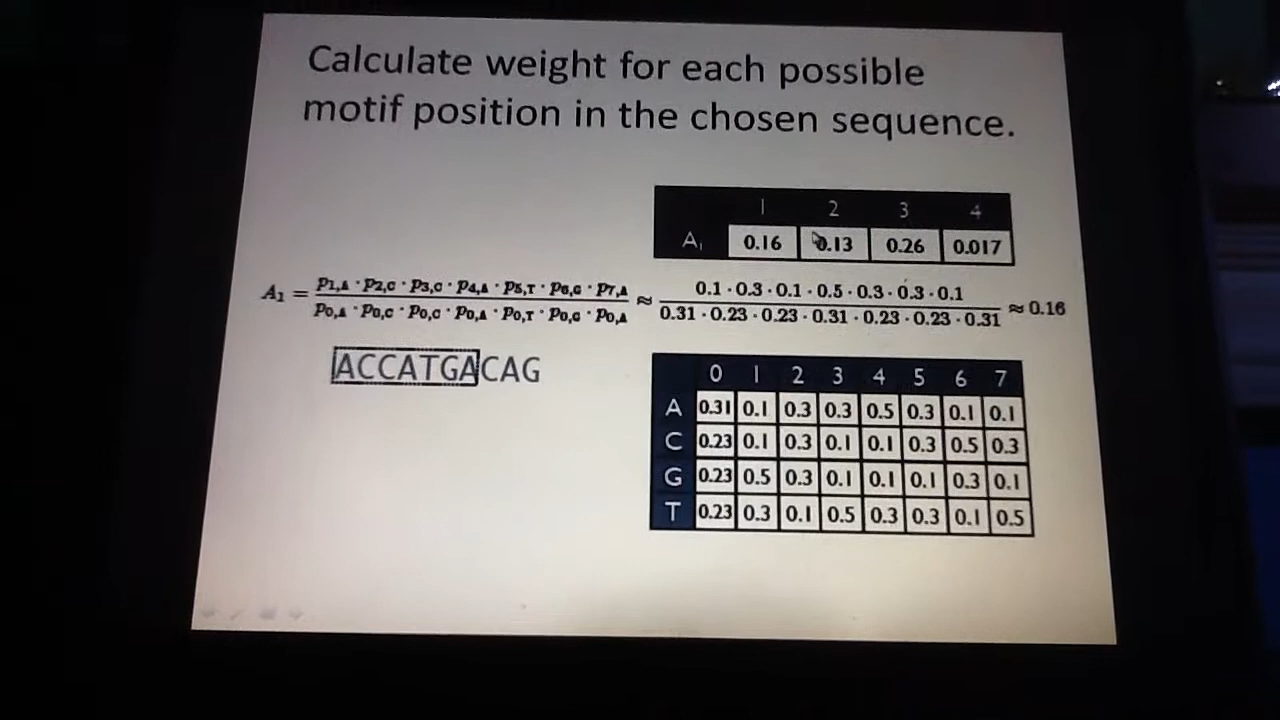 Calculate weight for each possible
motif position in the chosen sequence.
1 2 3 4
A₁ 0.16 0.13 0.26 0.017
A₁ = p₁,A · p₂,C · p₃,C · p₄,A · p₅,T · p₆,G · p₇,A / p₀,A · p₀,C · p₀,C · p₀,A · p₀,T · p₀,G · p₀,A ≈ 0.1 · 0.3 · 0.1 · 0.5 · 0.3 · 0.3 · 0.1 / 0.31 · 0.23 · 0.23 · 0.31 · 0.23 · 0.23 · 0.31 ≈ 0.16
ACCATGACAG
0 1 2 3 4 5 6 7
A 0.31 0.1 0.3 0.3 0.5 0.3 0.1 0.1
C 0.23 0.1 0.3 0.1 0.1 0.3 0.5 0.3
G 0.23 0.5 0.3 0.1 0.1 0.1 0.3 0.1
T 0.23 0.3 0.1 0.5 0.3 0.3 0.1 0.5